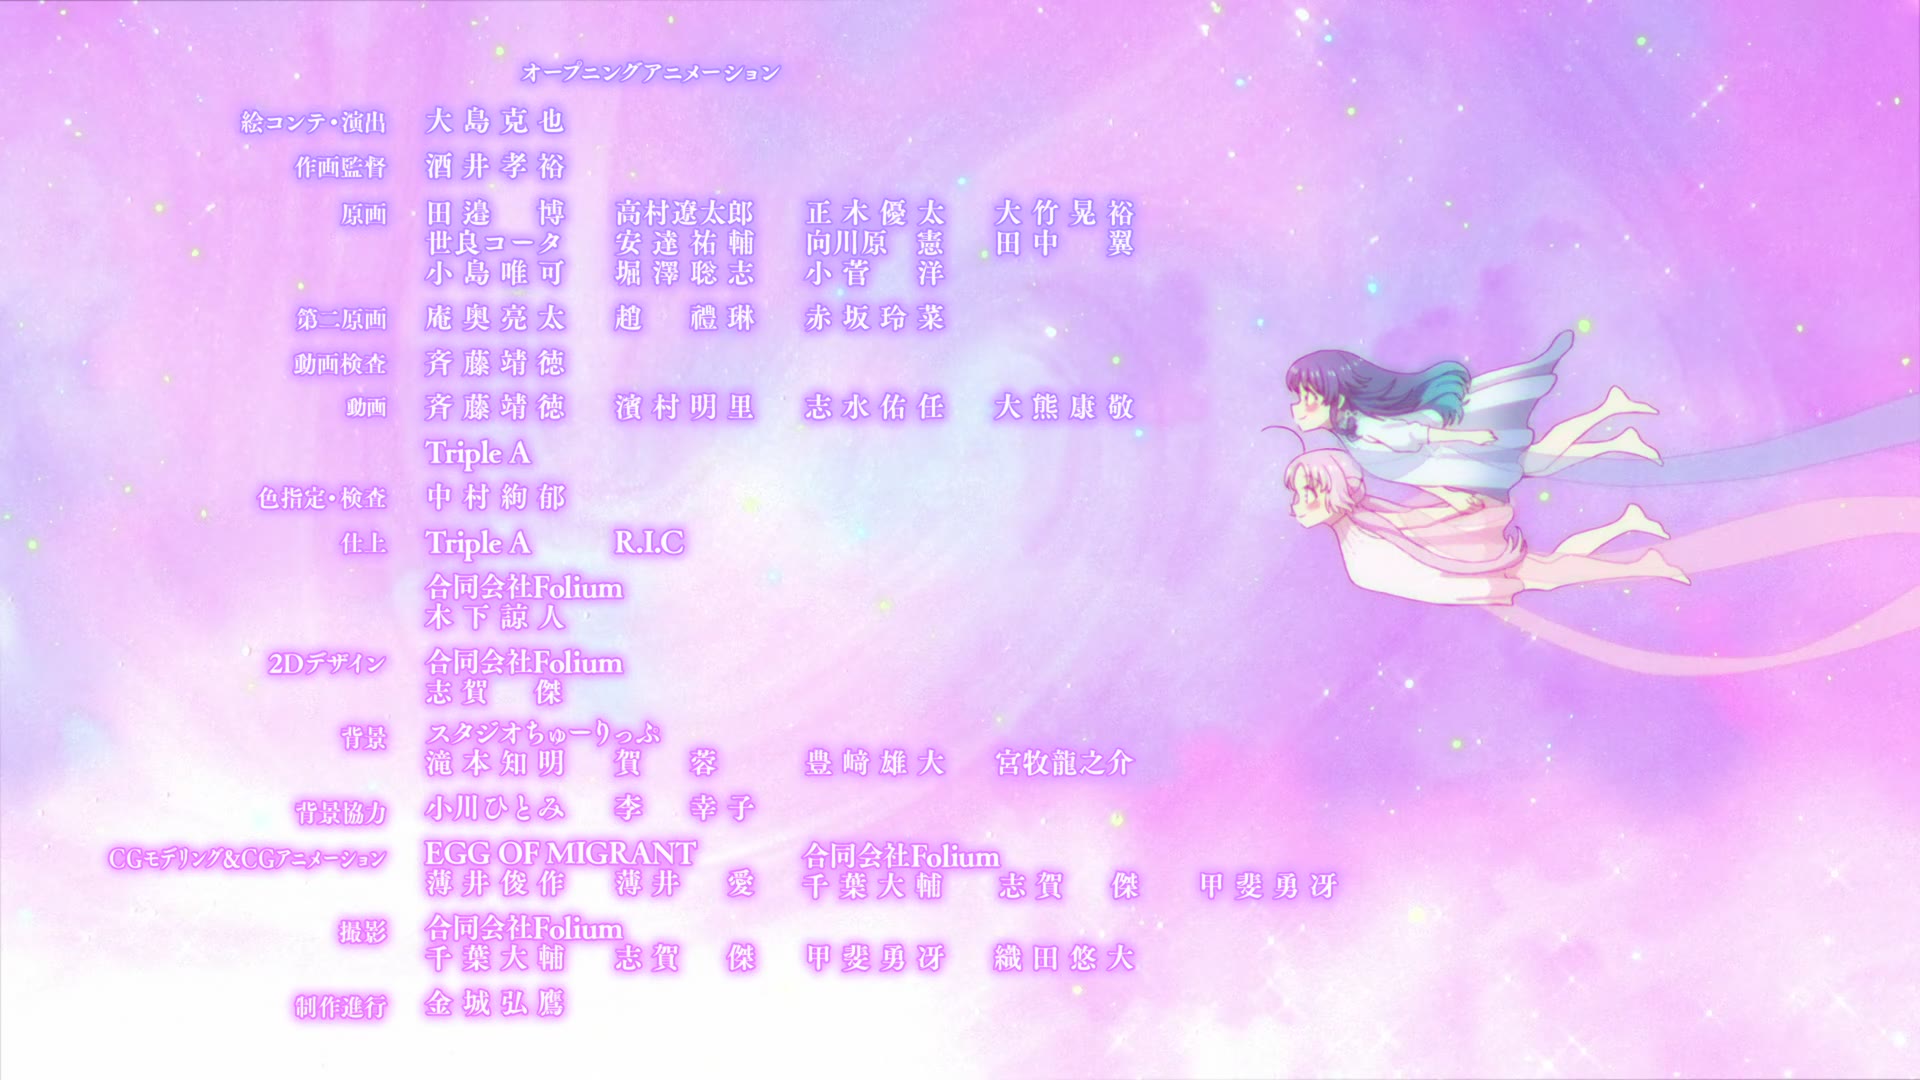 オープニングアニメーション
絵コンテ・演出 大島克也
作画監督 酒井孝裕
原画 田邉 博 高村遼太郎 正木優太 大竹晃裕
世良コータ 安達祐輔 向川原 憲 田中 翼
小島唯可 堀澤聡志 小菅 洋
第二原画 庵奥亮太 趙 禮琳 赤坂玲菜
動画検査 斉藤靖徳
動画 斉藤靖徳 濱村明里 志水佑任 大熊康敬
Triple A
色指定・検査 中村絢郁
仕上 Triple A R.I.C
合同会社Folium
木下諒人
2Dデザイン 合同会社Folium
志賀 傑
背景 スタジオちゅーりっぷ
滝本知明 賀 蓉 豊﨑雄大 宮牧龍之介
背景協力 小川ひとみ 李 幸子
CGモデリング&CGアニメーション EGG OF MIGRANT 合同会社Folium
薄井俊作 薄井 愛 千葉大輔 志賀 傑 甲斐勇冴
撮影 合同会社Folium
千葉大輔 志賀 傑 甲斐勇冴 織田悠大
制作進行 金城弘鷹